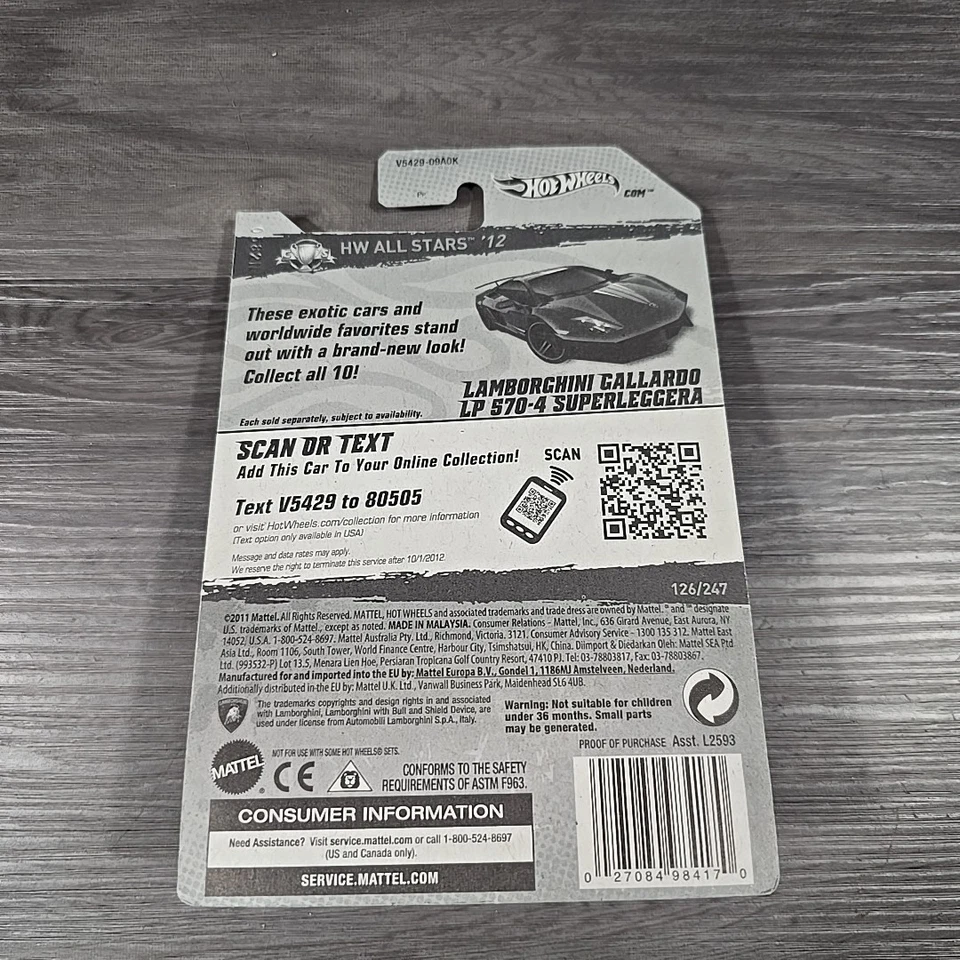 V5429-09A0K
HOT WHEELS .COM™
HW ALL STARS™ '12
These exotic cars and
worldwide favorites stand
out with a brand-new look!
Collect all 10!
LAMBORGHINI GALLARDO
LP 570-4 SUPERLEGGERA
Each sold separately, subject to availability.
SCAN OR TEXT
Add This Car To Your Online Collection!
SCAN
Text V5429 to 80505
or visit HotWheels.com/collection for more information
(Text option only available in USA)
Message and data rates may apply.
We reserve the right to terminate this service after 10/1/2012
126/247
©2011 Mattel. All Rights Reserved. MATTEL, HOT WHEELS and associated trademarks and trade dress are owned by Mattel. ® and ™ designate
U.S. trademarks of Mattel, except as noted. MADE IN MALAYSIA. Consumer Relations - Mattel, Inc., 636 Girard Avenue, East Aurora, NY
14052, U.S.A. 1-800-524-8697. Mattel Australia Pty. Ltd., Richmond, Victoria. 3121. Consumer Advisory Service - 1300 135 312. Mattel East
Asia Ltd., Room 1106, South Tower, World Finance Centre, Harbour City, Tsimshatsui, HK, China. Diimport & Diedarkan Oleh: Mattel SEA Ptd
Ltd. (993532-P) Lot 13.5, Menara Lien Hoe, Persiaran Tropicana Golf Country Resort, 47410 PJ. Tel: 03-78803817, Fax: 03-78803867.
Manufactured for and imported into the EU by: Mattel Europa B.V., Gondel 1, 1186MJ Amstelveen, Nederland.
Additionally distributed in the EU by: Mattel U.K. Ltd., Vanwall Business Park, Maidenhead SL6 4UB.
The trademarks copyrights and design rights in and associated
with Lamborghini, Lamborghini with Bull and Shield Device, are
used under license from Automobili Lamborghini S.p.A., Italy.
Warning: Not suitable for children
under 36 months. Small parts
may be generated.
PROOF OF PURCHASE Asst. L2593
MATTEL
NOT FOR USE WITH SOME HOT WHEELS® SETS.
CE
CONFORMS TO THE SAFETY
REQUIREMENTS OF ASTM F963.
CONSUMER INFORMATION
Need Assistance? Visit service.mattel.com or call 1-800-524-8697
(US and Canada only).
SERVICE.MATTEL.COM
0 27084 98417 0